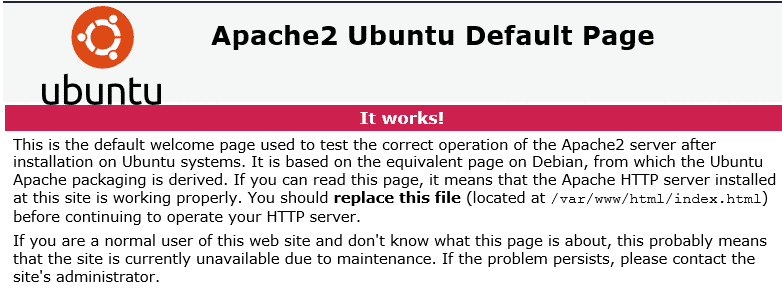 Apache2 Ubuntu Default Page
ubuntu
It works!
This is the default welcome page used to test the correct operation of the Apache2 server after
installation on Ubuntu systems. It is based on the equivalent page on Debian, from which the Ubuntu
Apache packaging is derived. If you can read this page, it means that the Apache HTTP server installed
at this site is working properly. You should replace this file (located at /var/www/html/index.html)
before continuing to operate your HTTP server.
If you are a normal user of this web site and don't know what this page is about, this probably means
that the site is currently unavailable due to maintenance. If the problem persists, please contact the
site's administrator.